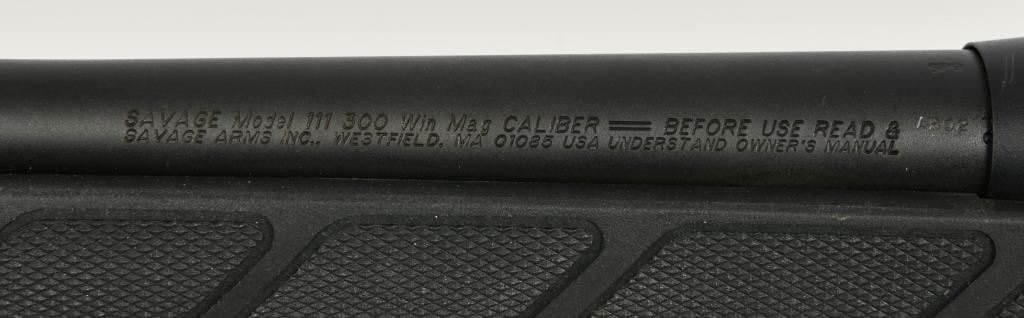 SAVAGE Model 111 300 Win Mag CALIBER == BEFORE USE READ &
SAVAGE ARMS INC., WESTFIELD, MA 01085 USA UNDERSTAND OWNER'S MANUAL